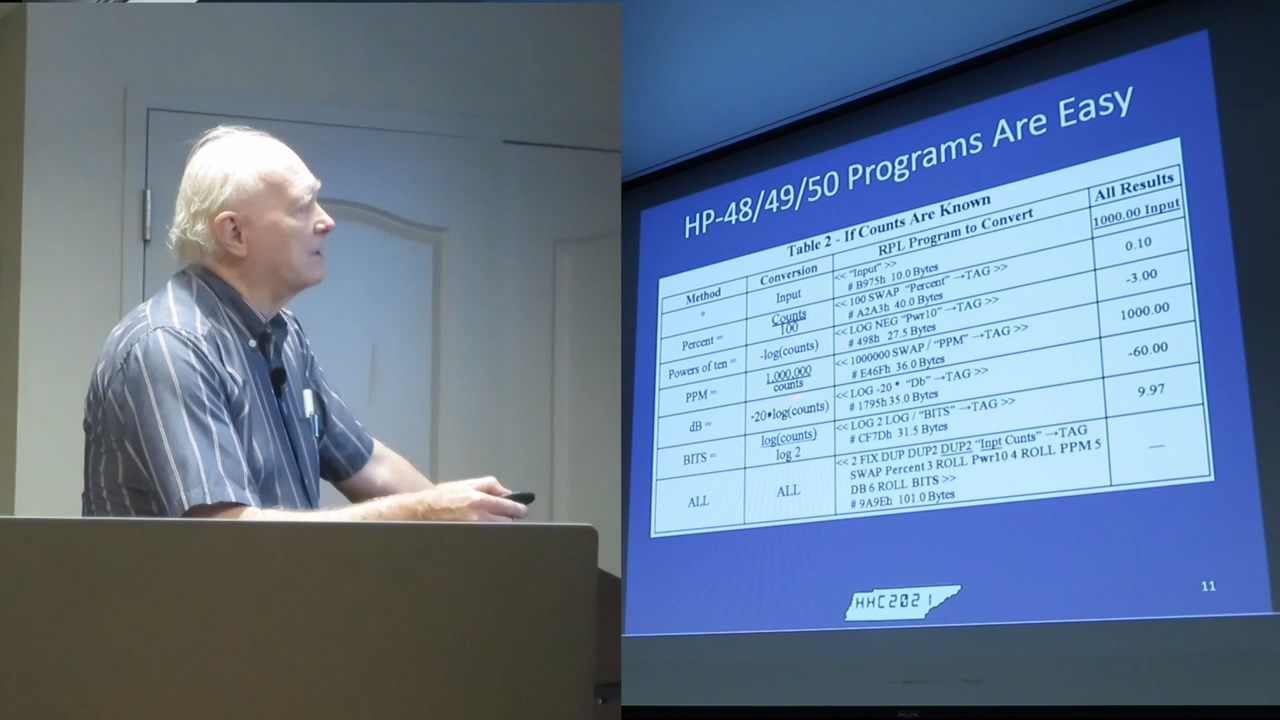 HP-48/49/50 Programs Are Easy
Table 2 - If Counts Are Known
Method Conversion RPL Program to Convert All Results
° Input << "Input" >> 1000.00 Input
# B975h 10.0 Bytes
Percent = Counts << 100 SWAP "Percent" →TAG >> 0.10
100 # A2A3h 40.0 Bytes
Powers of ten = -log(counts) << LOG NEG "Pwr10" →TAG >> -3.00
# 498h 27.5 Bytes
PPM = 1,000,000 << 1000000 SWAP / "PPM" →TAG >> 1000.00
counts # E46Fh 36.0 Bytes
dB = -20•log(counts) << LOG -20 * "Db" →TAG >> -60.00
# 1795h 35.0 Bytes
BITS = log(counts) << LOG 2 LOG / "BITS" →TAG >> 9.97
log 2 # CF7Dh 31.5 Bytes
ALL ALL << 2 FIX DUP DUP2 DUP2 "Inpt Cunts" →TAG —
SWAP Percent 3 ROLL Pwr10 4 ROLL PPM 5
DB 6 ROLL BITS >>
# 9A9Eh 101.0 Bytes
HHC2021
11